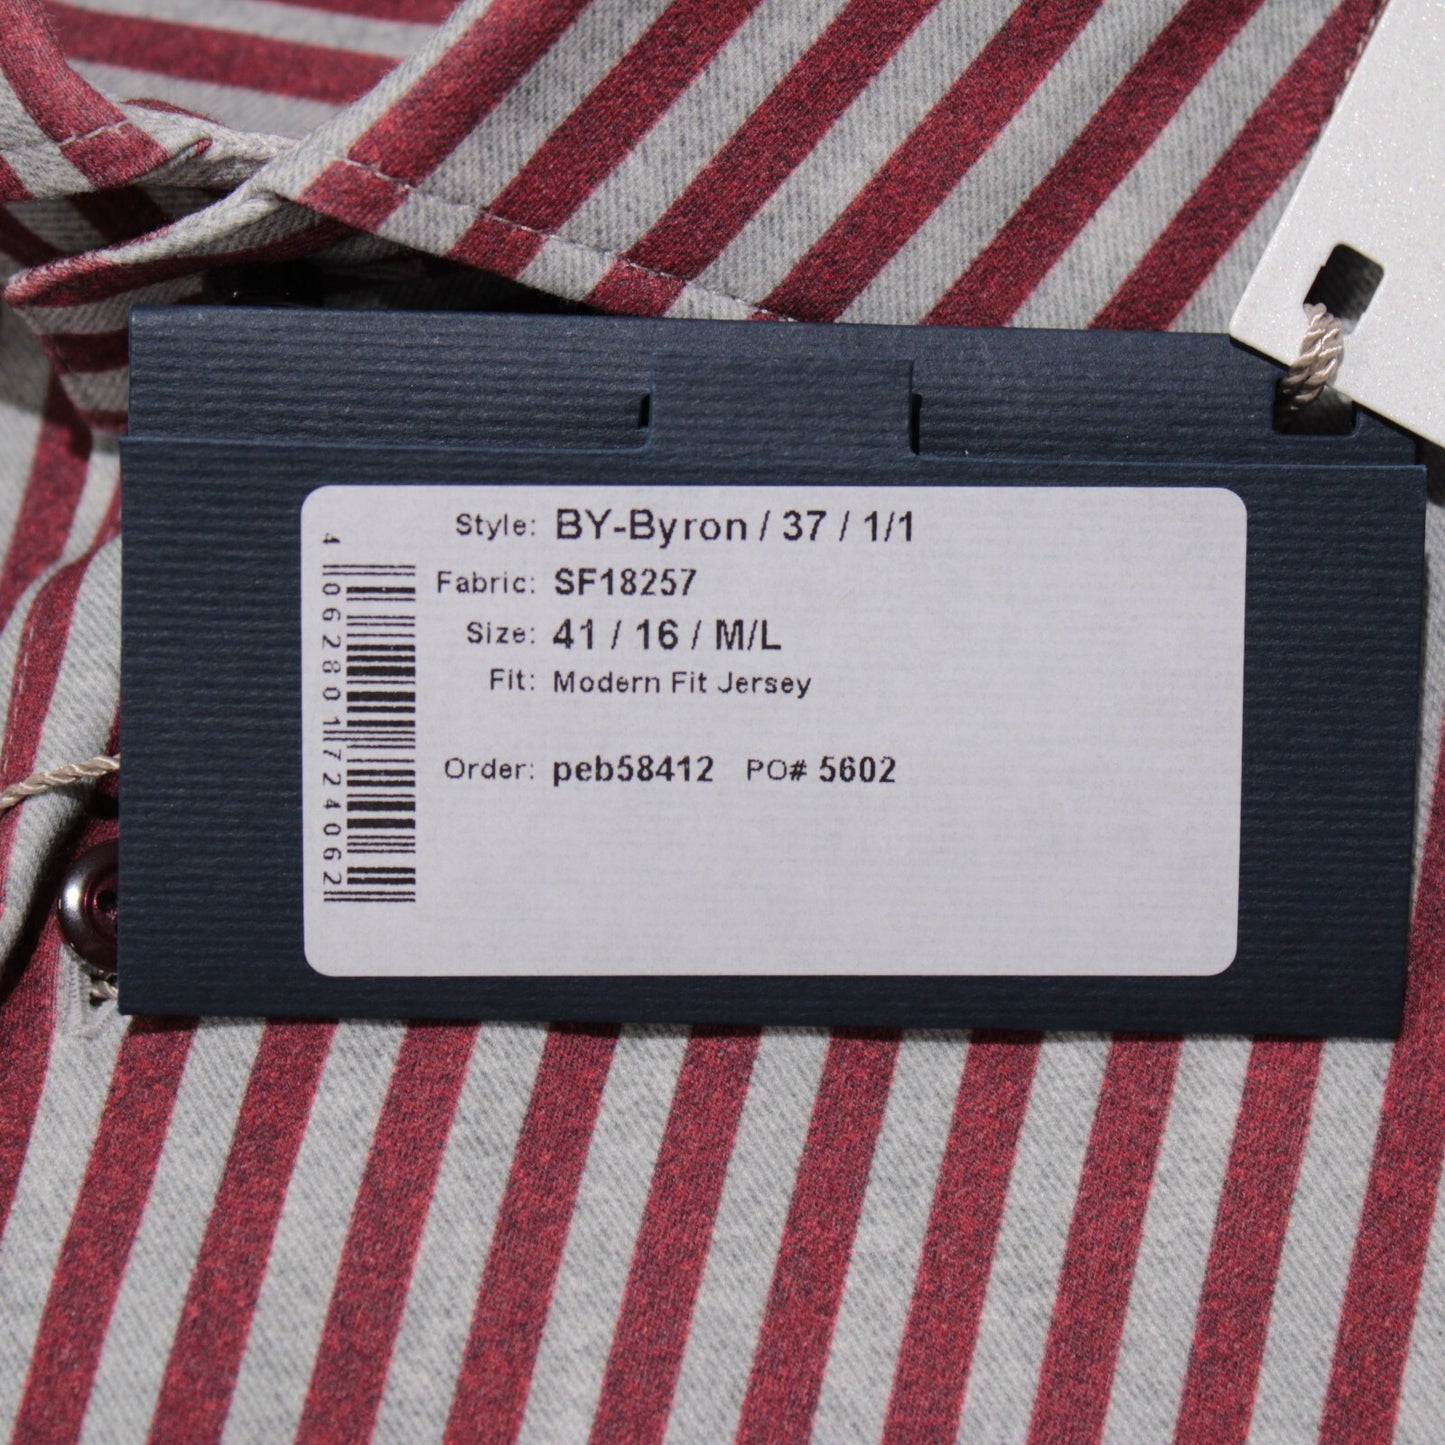 Style: BY-Byron / 37 / 1/1
Fabric: SF18257
Size: 41 / 16 / M/L
Fit: Modern Fit Jersey
Order: peb58412 PO# 5602
4 062801 724062